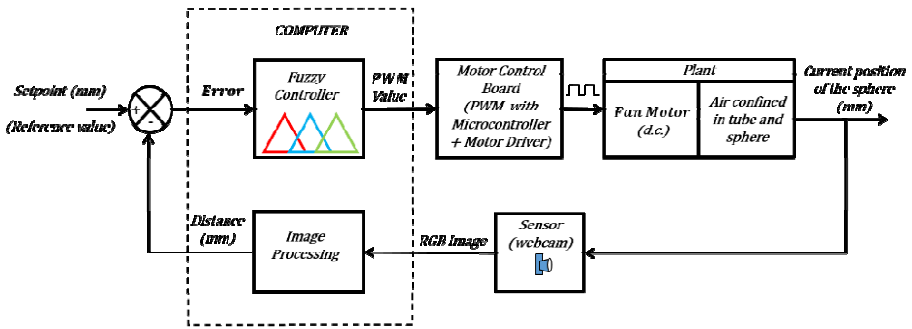 COMPUTER
Setpoint (mm)
(Reference value)
+
-
Error
Fuzzy
Controller
PWM
Value
Motor Control
Board
(PWM with
Microcontroller
+ Motor Driver)
Plant
Fan Motor
(d.c.)
Air confined
in tube and
sphere
Current position
of the sphere
(mm)
Distance
(mm)
Image
Processing
RGB Image
Sensor
(webcam)